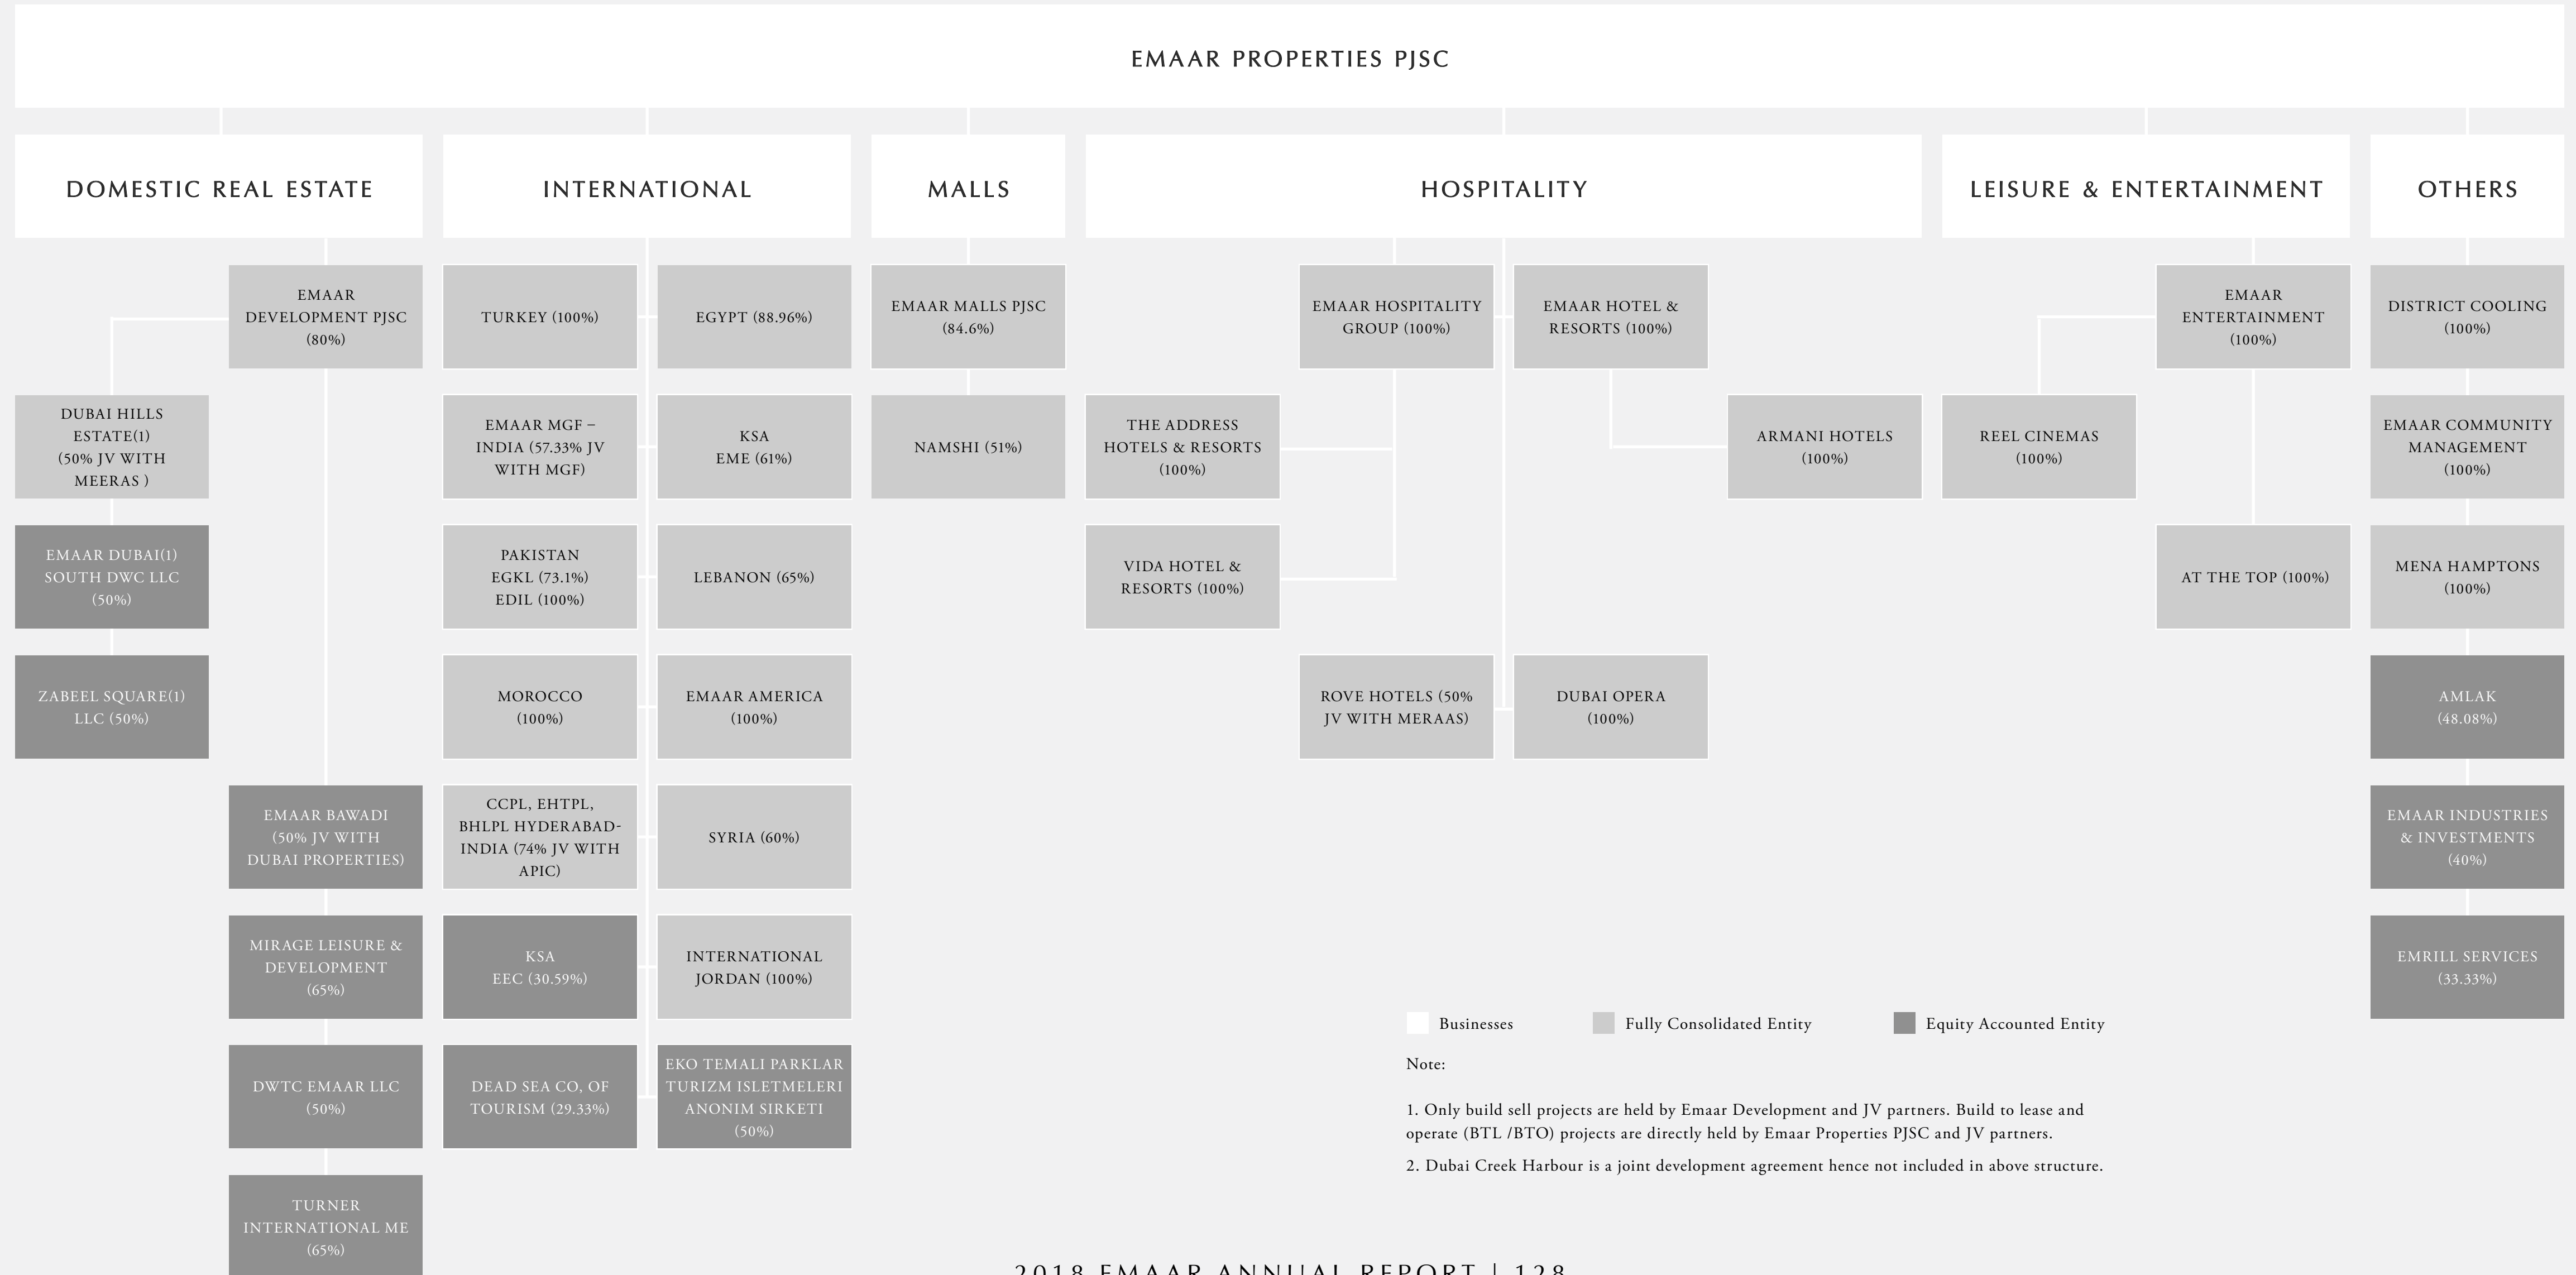 EMAAR PROPERTIES PJSC
DOMESTIC REAL ESTATE
INTERNATIONAL
MALLS
HOSPITALITY
LEISURE & ENTERTAINMENT
OTHERS
EMAAR
DEVELOPMENT PJSC
(80%)
DUBAI HILLS
ESTATE(1)
(50% JV WITH
MEERAS )
EMAAR DUBAI(1)
SOUTH DWC LLC
(50%)
ZABEEL SQUARE(1)
LLC (50%)
EMAAR BAWADI
(50% JV WITH
DUBAI PROPERTIES)
MIRAGE LEISURE &
DEVELOPMENT
(65%)
DWTC EMAAR LLC
(50%)
TURNER
INTERNATIONAL ME
(65%)
TURKEY (100%)
EGYPT (88.96%)
EMAAR MGF –
INDIA (57.33% JV
WITH MGF)
KSA
EME (61%)
PAKISTAN
EGKL (73.1%)
EDIL (100%)
LEBANON (65%)
MOROCCO
(100%)
EMAAR AMERICA
(100%)
CCPL, EHTPL,
BHLPL HYDERABAD-
INDIA (74% JV WITH
APIC)
SYRIA (60%)
KSA
EEC (30.59%)
INTERNATIONAL
JORDAN (100%)
DEAD SEA CO, OF
TOURISM (29.33%)
EKO TEMALI PARKLAR
TURIZM ISLETMELERI
ANONIM SIRKETI
(50%)
EMAAR MALLS PJSC
(84.6%)
NAMSHI (51%)
EMAAR HOSPITALITY
GROUP (100%)
EMAAR HOTEL &
RESORTS (100%)
THE ADDRESS
HOTELS & RESORTS
(100%)
ARMANI HOTELS
(100%)
VIDA HOTEL &
RESORTS (100%)
ROVE HOTELS (50%
JV WITH MERAAS)
DUBAI OPERA
(100%)
EMAAR
ENTERTAINMENT
(100%)
REEL CINEMAS
(100%)
AT THE TOP (100%)
DISTRICT COOLING
(100%)
EMAAR COMMUNITY
MANAGEMENT
(100%)
MENA HAMPTONS
(100%)
AMLAK
(48.08%)
EMAAR INDUSTRIES
& INVESTMENTS
(40%)
EMRILL SERVICES
(33.33%)
Businesses
Fully Consolidated Entity
Equity Accounted Entity
Note:
1. Only build sell projects are held by Emaar Development and JV partners. Build to lease and
operate (BTL /BTO) projects are directly held by Emaar Properties PJSC and JV partners.
2. Dubai Creek Harbour is a joint development agreement hence not included in above structure.
2018 EMAAR ANNUAL REPORT | 128